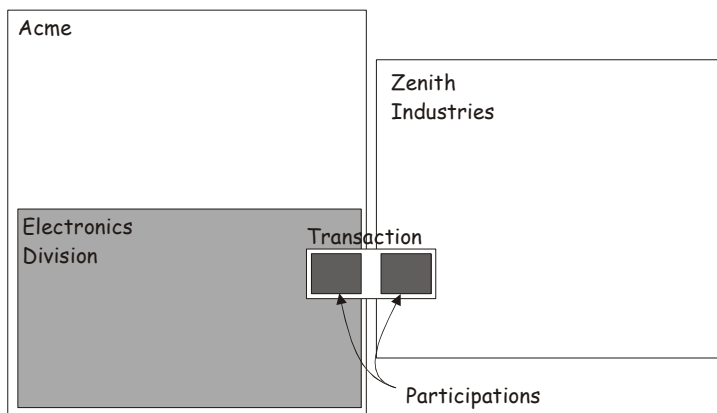 Acme
Zenith
Industries
Electronics
Division
Transaction
Participations